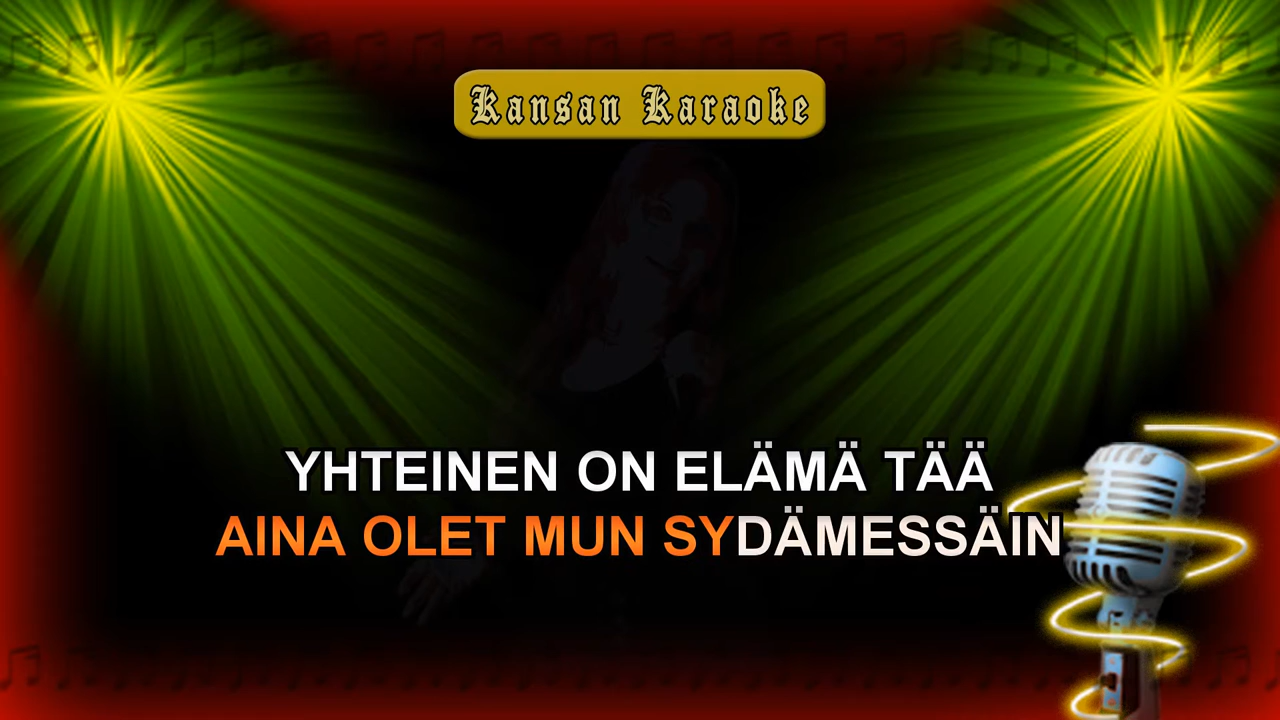 Kansan Karaoke
YHTEINEN ON ELÄMÄ TÄÄ
AINA OLET MUN SYDÄMESSÄIN